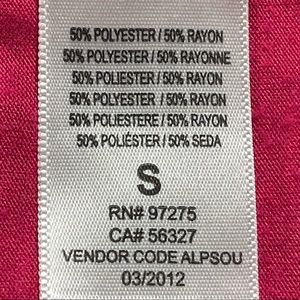 50% POLYESTER / 50% RAYON
50% POLYESTER / 50% RAYONNE
50% POLIESTER / 50% RAYON
50% POLYESTER / 50% RAYON
50% POLIESTERE / 50% RAYON
50% POLIÉSTER / 50% SEDA
S
RN# 97275
CA# 56327
VENDOR CODE ALPSOU
03/2012